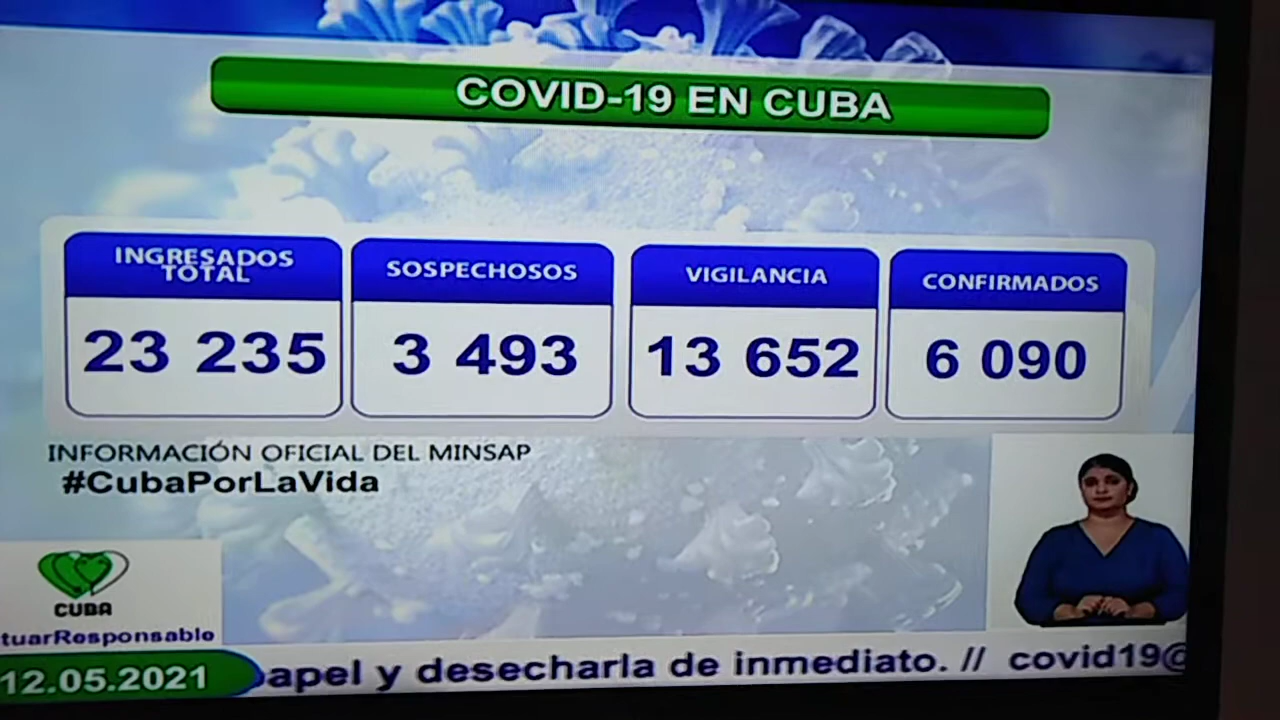 COVID-19 EN CUBA
INGRESADOS
TOTAL
SOSPECHOSOS
VIGILANCIA
CONFIRMADOS
23 235
3 493
13 652
6 090
INFORMACIÓN OFICIAL DEL MINSAP
#CubaPorLaVida
CUBA
tuarResponsable
12.05.2021
apel y desecharla de inmediato. // covid19@